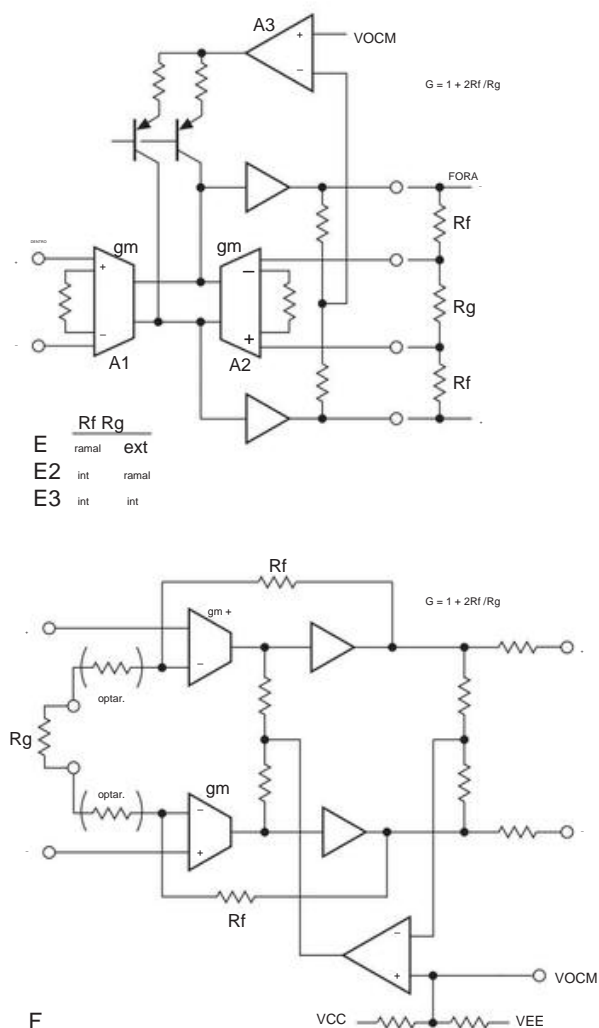 A3
+
VOCM
−
G = 1 + 2Rf /Rg
FORA
gm
gm
Rf
+
−
Rg
−
+
A1
A2
Rf
Rf Rg
E ramal ext
E2 int ramal
E3 int int
Rf
gm +
G = 1 + 2Rf /Rg
−
optar.
Rg
optar.
gm
−
+
Rf
−
+
VOCM
VCC
VEE
F